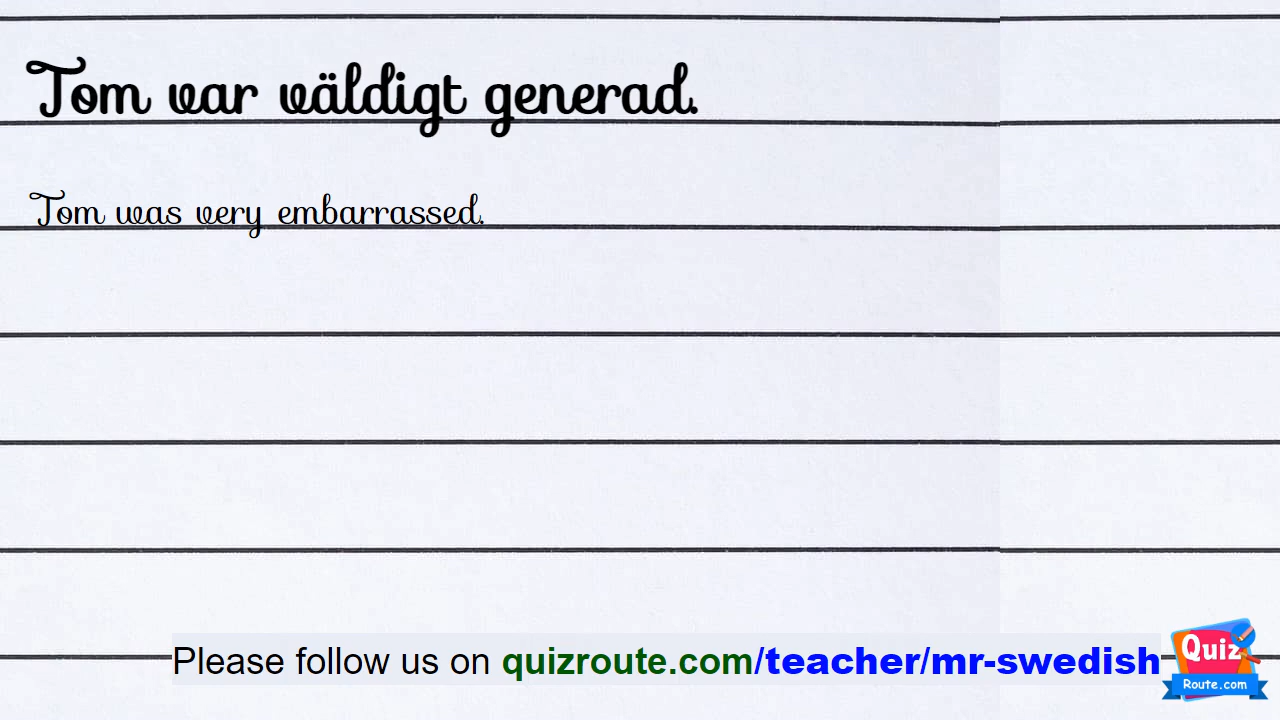 Tom var väldigt generad.
Tom was very embarrassed.
Please follow us on quizroute.com/teacher/mr-swedish
Quiz
Route.com